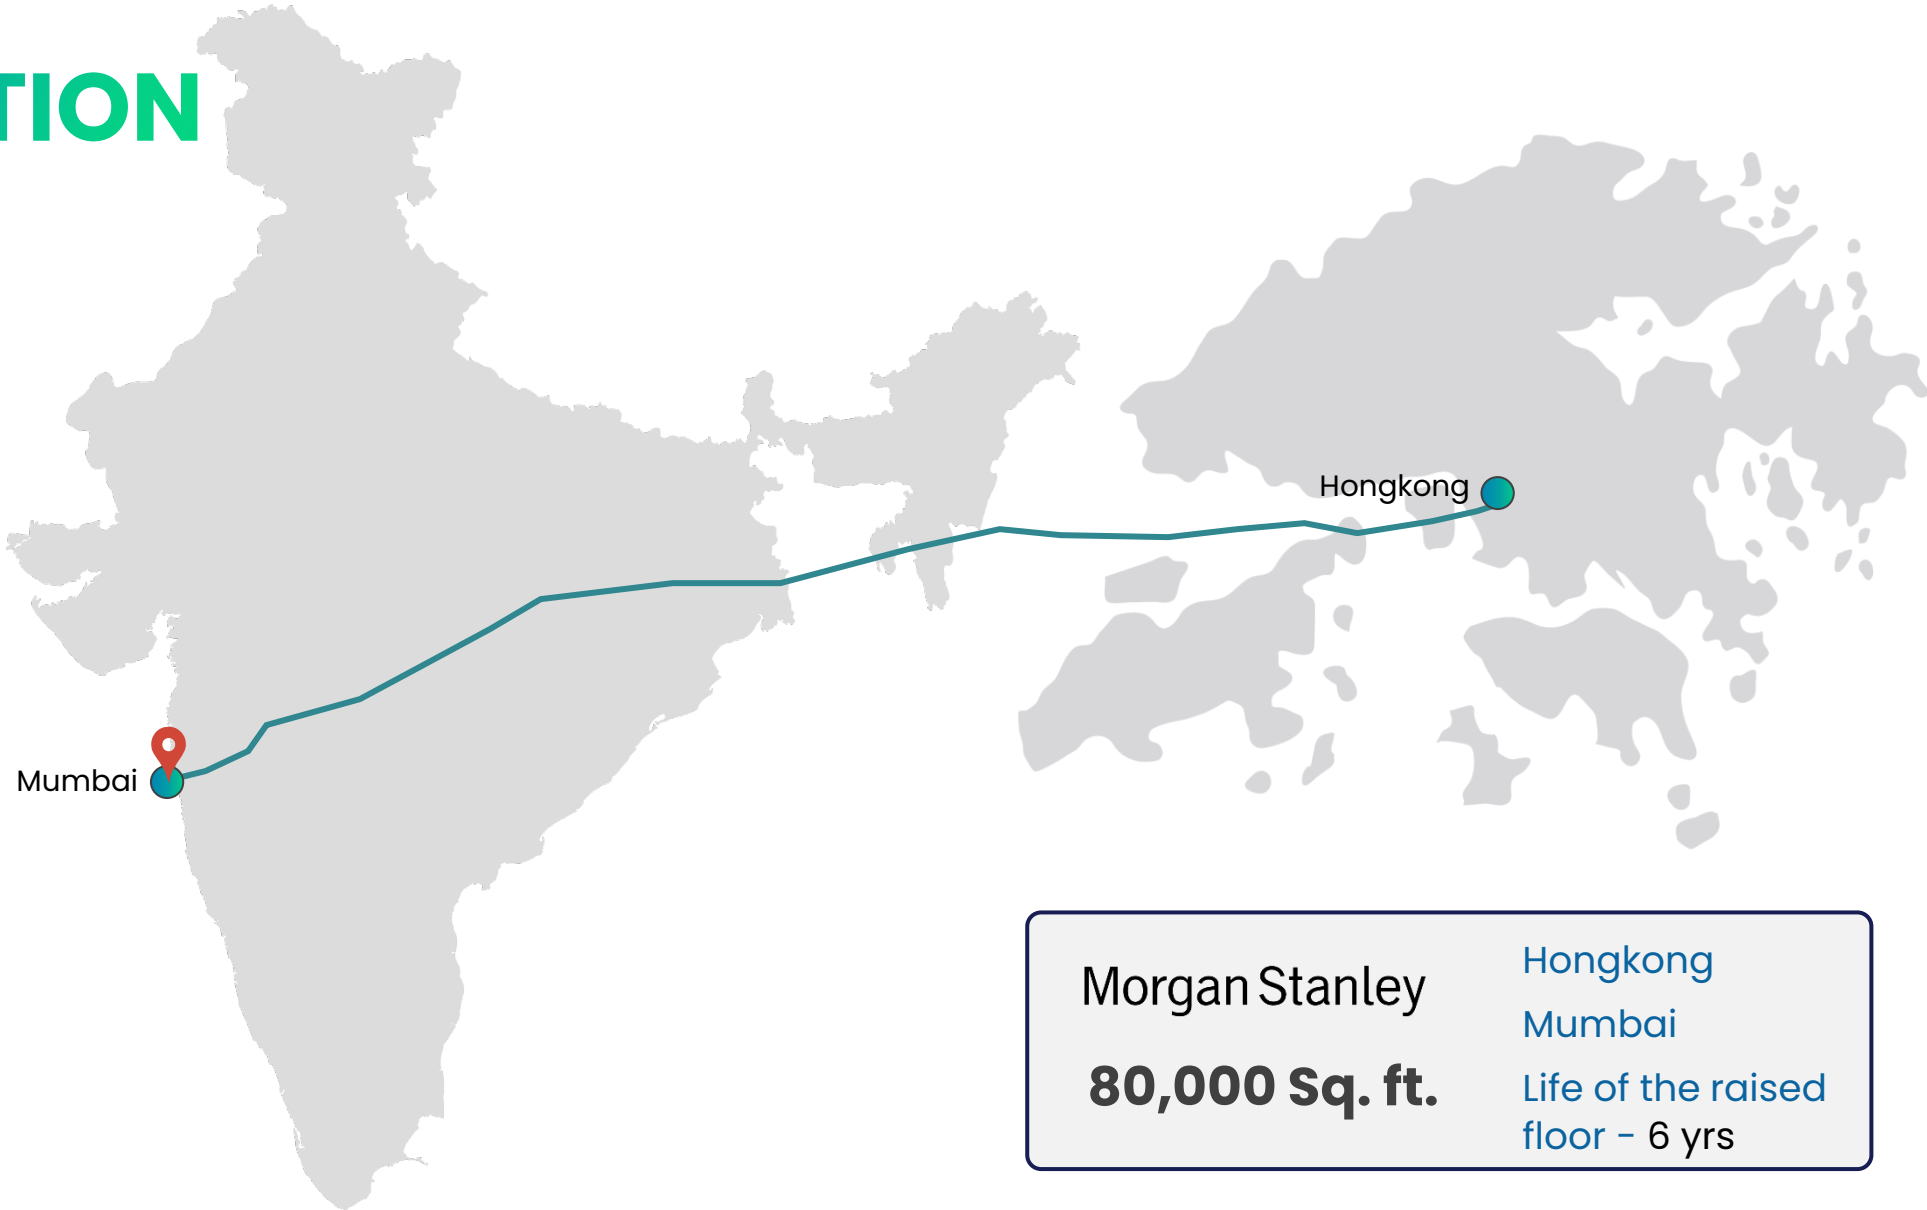 TION
Hongkong
Mumbai
Morgan Stanley
80,000 Sq. ft.
Hongkong
Mumbai
Life of the raised
floor - 6 yrs